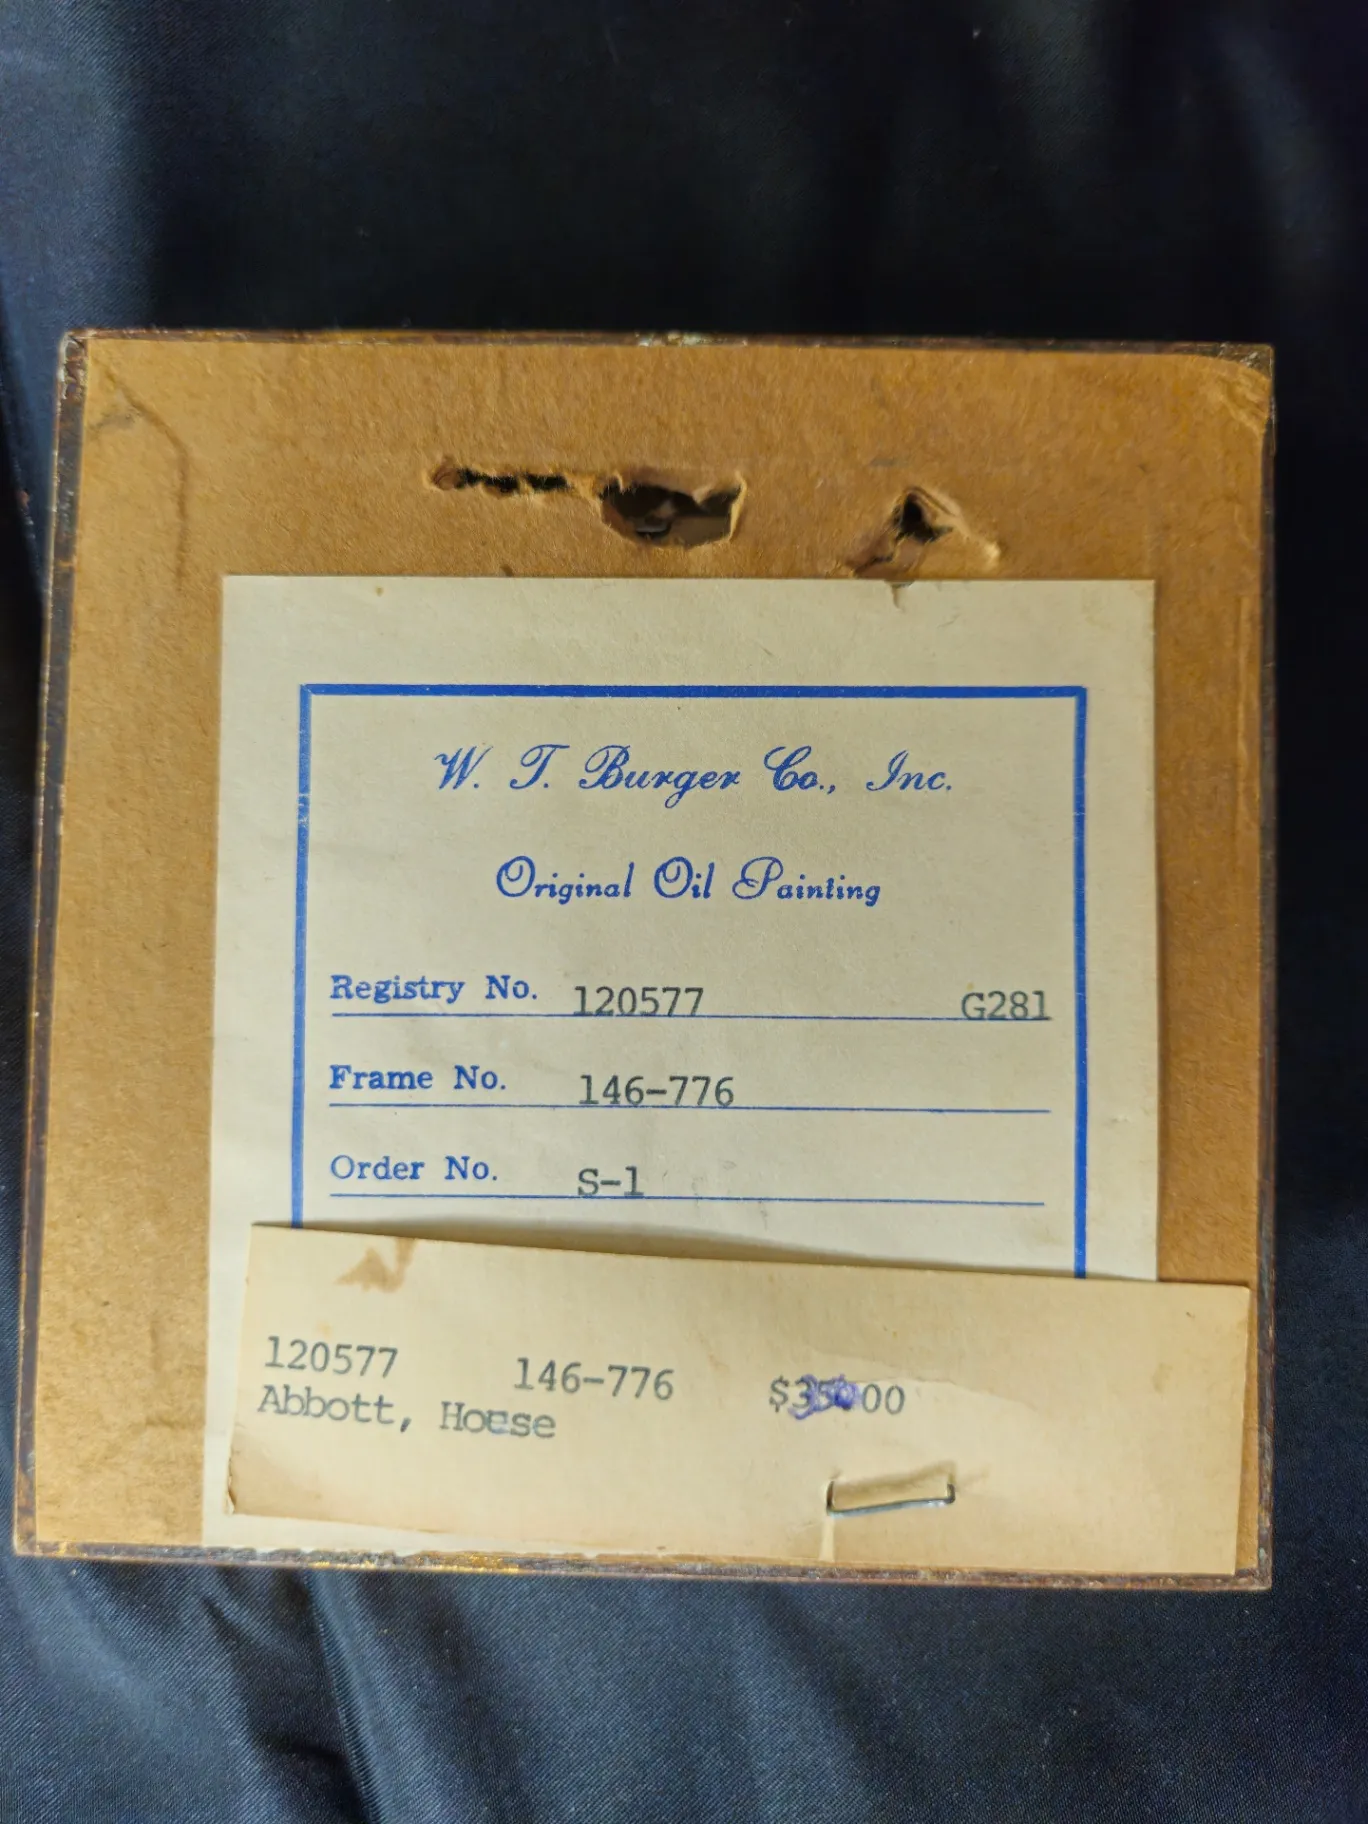 W. T. Burger Co., Inc.
Original Oil Painting
Registry No. 120577 G281
Frame No. 146-776
Order No. S-1
120577 146-776
Abbott,